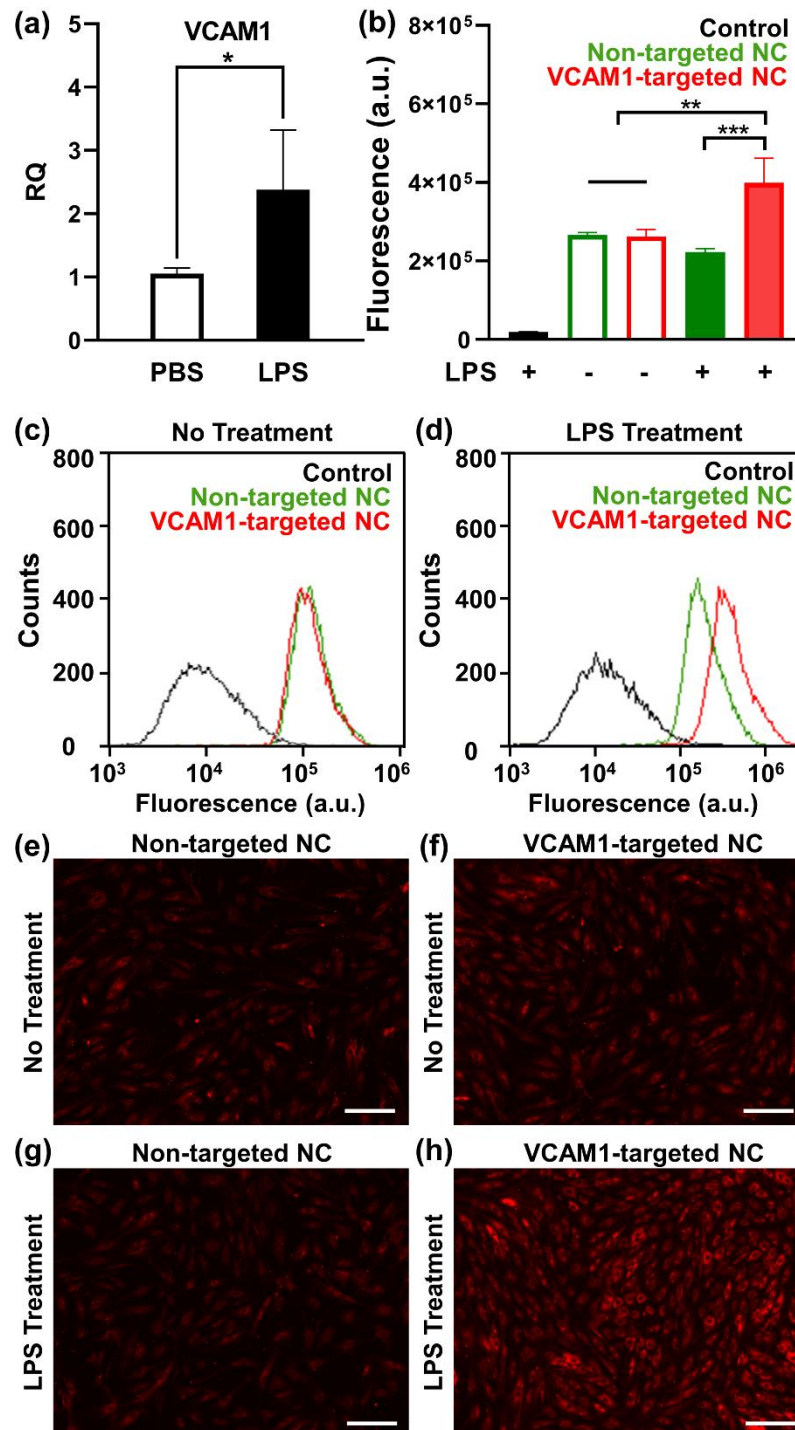 (a)
VCAM1
*
5
4
3
2
1
0
RQ
PBS
LPS
(b)
Control
Non-targeted NC
VCAM1-targeted NC
8×10⁵
6×10⁵
4×10⁵
2×10⁵
0
Fluorescence (a.u.)
**
***
LPS + - - + +
(c)
No Treatment
Control
Non-targeted NC
VCAM1-targeted NC
800
600
400
200
0
Counts
10³ 10⁴ 10⁵ 10⁶
Fluorescence (a.u.)
(d)
LPS Treatment
Control
Non-targeted NC
VCAM1-targeted NC
800
600
400
200
0
Counts
10³ 10⁴ 10⁵ 10⁶
Fluorescence (a.u.)
(e)
Non-targeted NC
No Treatment
(f)
VCAM1-targeted NC
No Treatment
(g)
Non-targeted NC
LPS Treatment
(h)
VCAM1-targeted NC
LPS Treatment